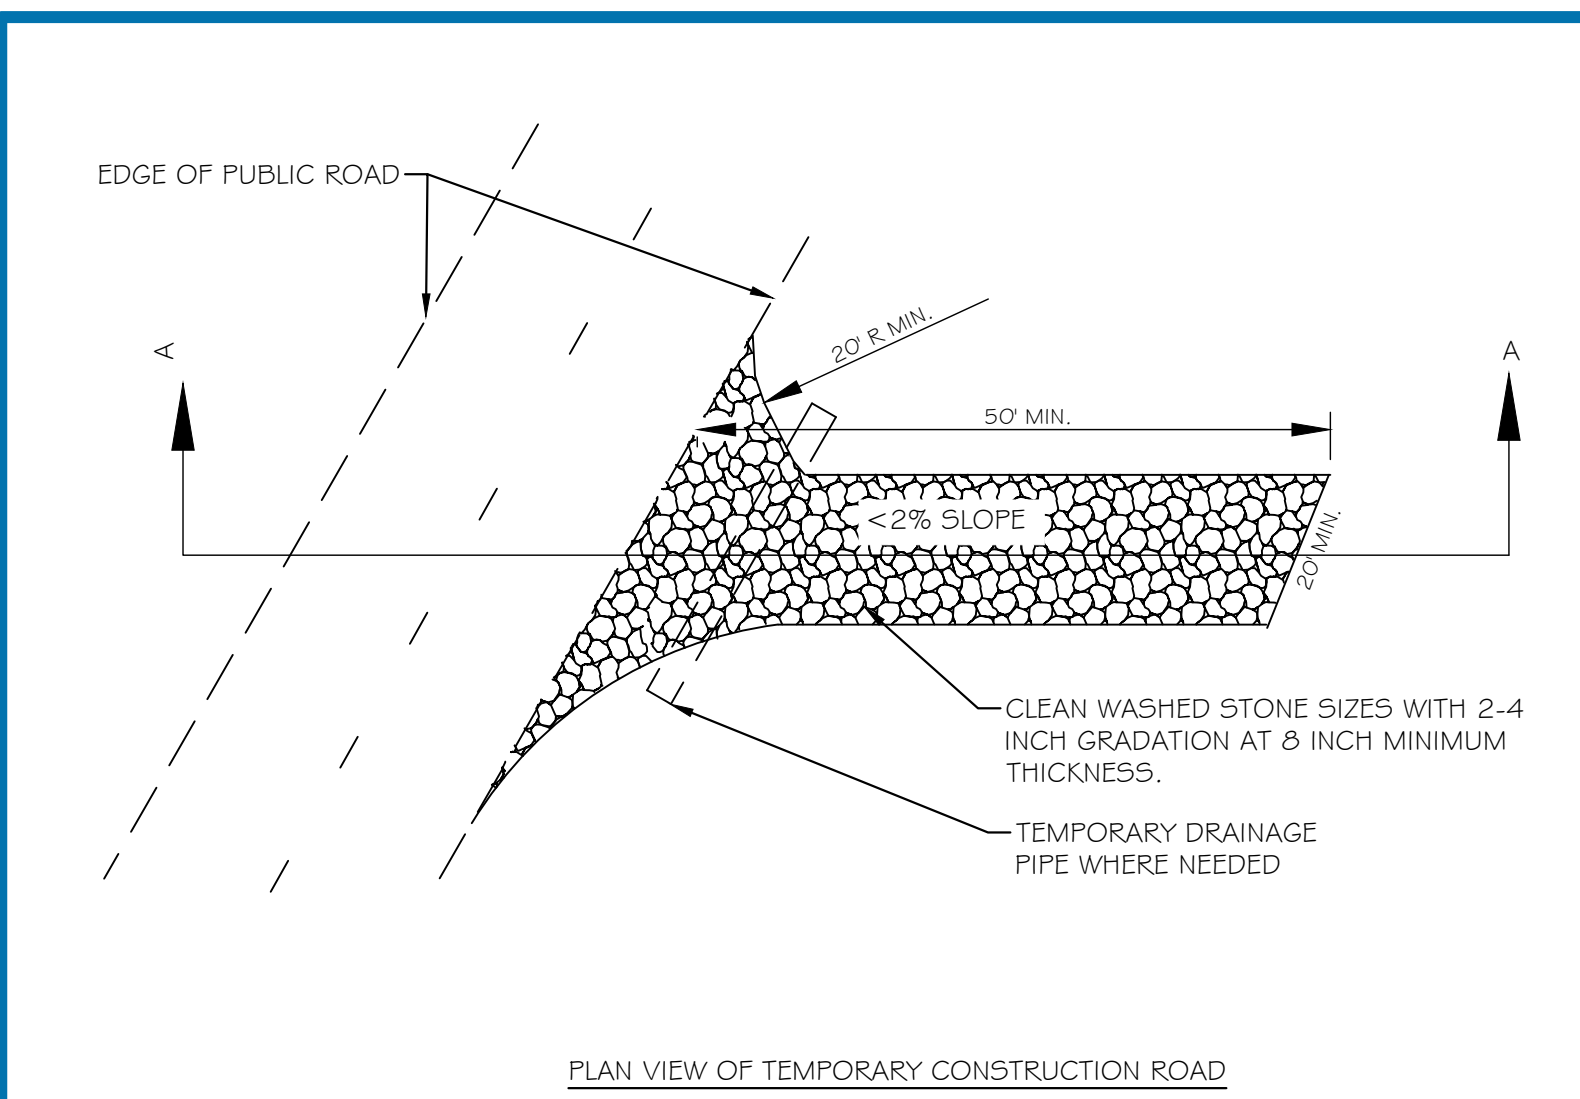 EDGE OF PUBLIC ROAD
A
A
20' R MIN.
50' MIN.
<2% SLOPE
20' MIN.
CLEAN WASHED STONE SIZES WITH 2-4
INCH GRADATION AT 8 INCH MINIMUM
THICKNESS.
TEMPORARY DRAINAGE
PIPE WHERE NEEDED
PLAN VIEW OF TEMPORARY CONSTRUCTION ROAD